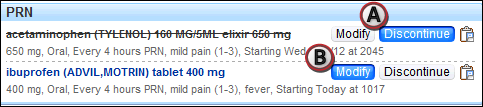 PRN
A
acetaminophen (TYLENOL) 160 MG/5ML elixir 650 mg Modify Discontinue
650 mg, Oral, Every 4 hours PRN, mild pain (1-3), Starting Wed /12 at 2045
B
ibuprofen (ADVIL,MOTRIN) tablet 400 mg Modify Discontinue
400 mg, Oral, Every 4 hours PRN, mild pain (1-3), fever, Starting Today at 1017